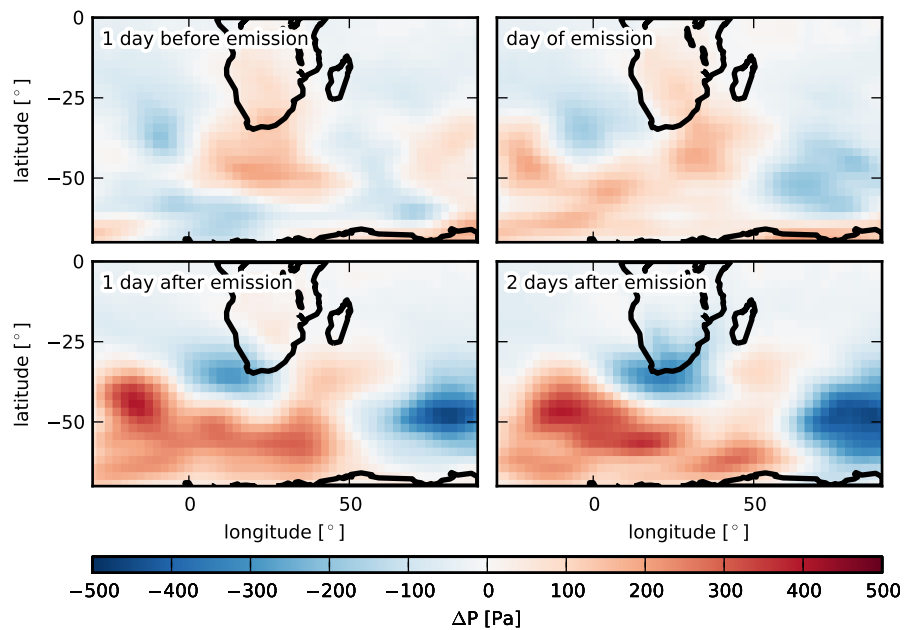 0
1 day before emission
day of emission
−25
−50
latitude [°]
0
1 day after emission
2 days after emission
−25
−50
latitude [°]
0
50
0
50
longitude [°]
longitude [°]
−500 −400 −300 −200 −100 0 100 200 300 400 500
ΔP [Pa]